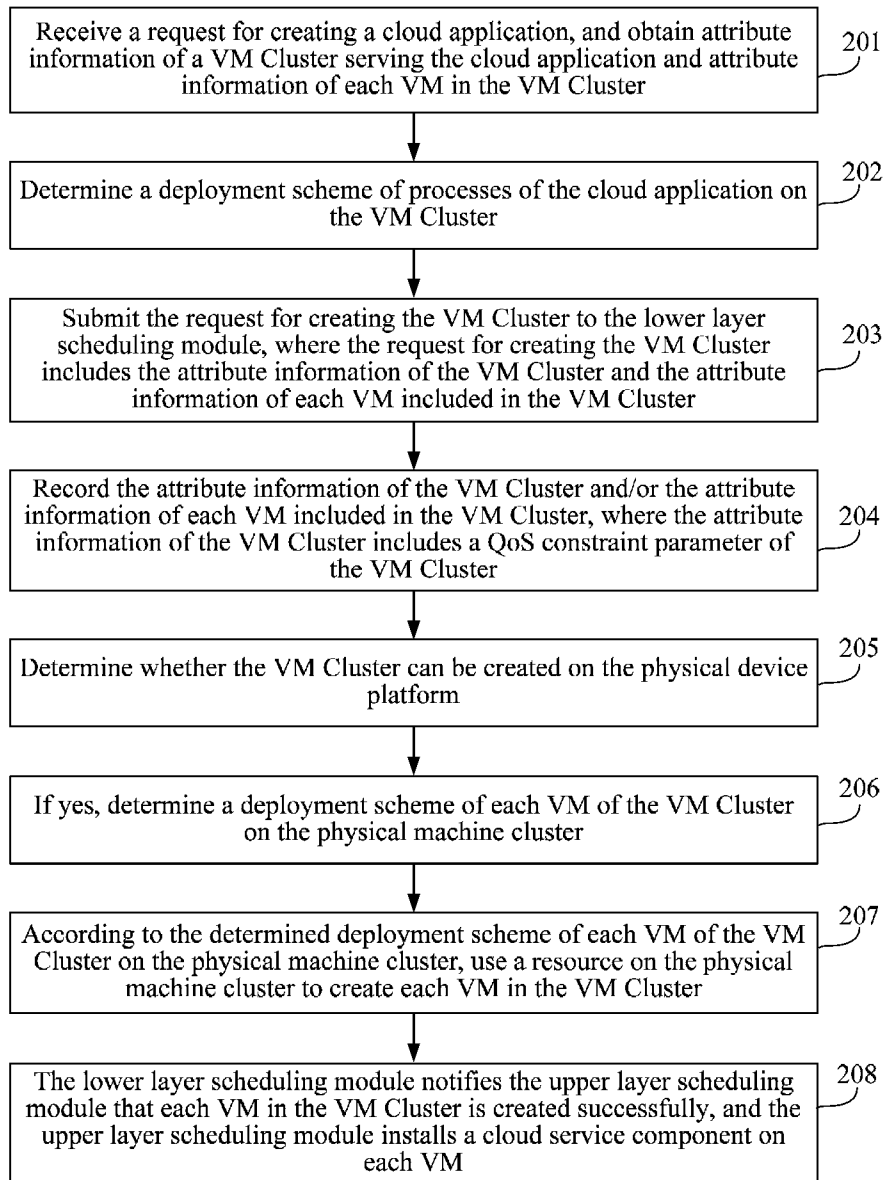 Receive a request for creating a cloud application, and obtain attribute
information of a VM Cluster serving the cloud application and attribute
information of each VM in the VM Cluster
201
Determine a deployment scheme of processes of the cloud application on
the VM Cluster
202
Submit the request for creating the VM Cluster to the lower layer
scheduling module, where the request for creating the VM Cluster
includes the attribute information of the VM Cluster and the attribute
information of each VM included in the VM Cluster
203
Record the attribute information of the VM Cluster and/or the attribute
information of each VM included in the VM Cluster, where the attribute
information of the VM Cluster includes a QoS constraint parameter of
the VM Cluster
204
Determine whether the VM Cluster can be created on the physical device
platform
205
If yes, determine a deployment scheme of each VM of the VM Cluster
on the physical machine cluster
206
According to the determined deployment scheme of each VM of the VM
Cluster on the physical machine cluster, use a resource on the physical
machine cluster to create each VM in the VM Cluster
207
The lower layer scheduling module notifies the upper layer scheduling
module that each VM in the VM Cluster is created successfully, and the
upper layer scheduling module installs a cloud service component on
each VM
208